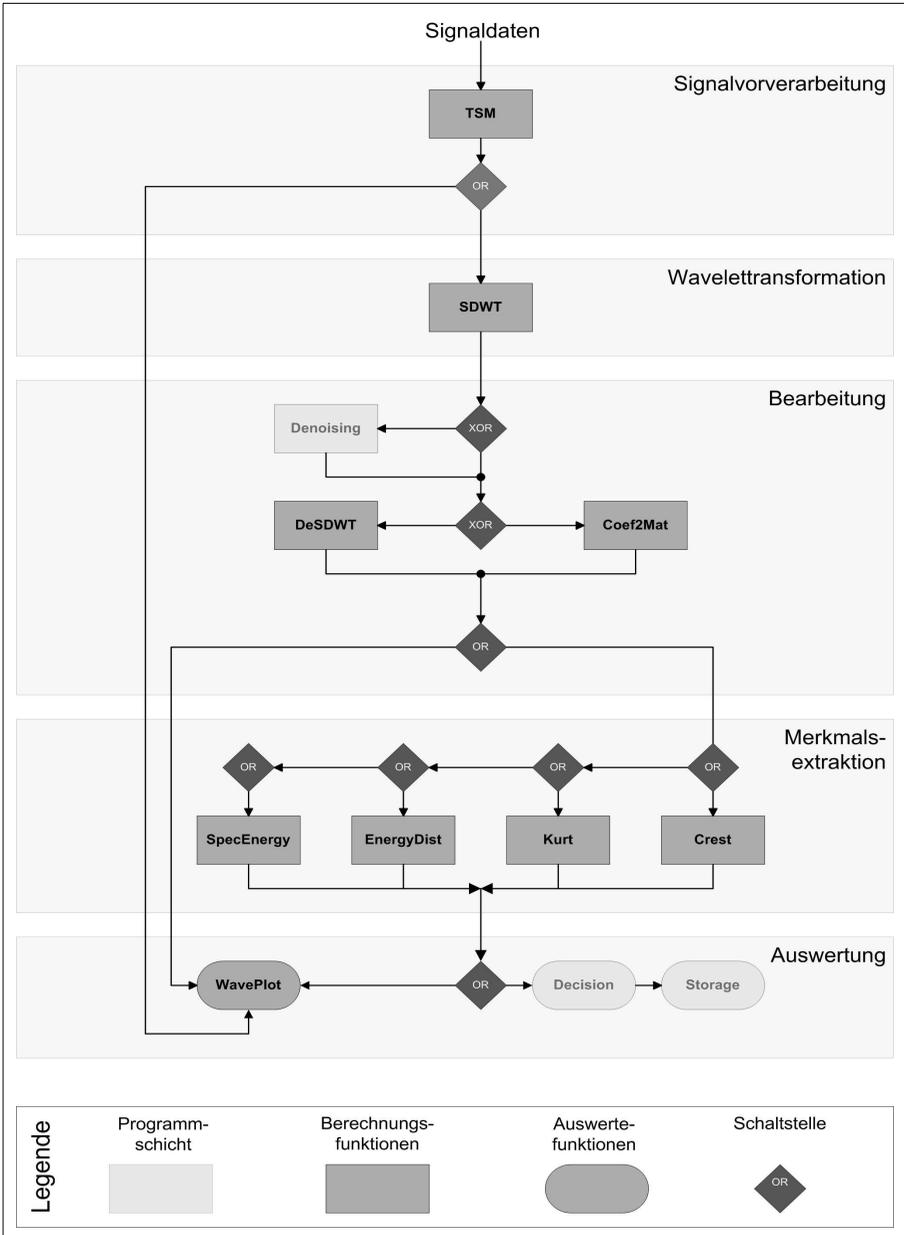 Signaldaten
Signalvorverarbeitung
TSM
OR
Wavelettransformation
SDWT
Bearbeitung
Denoising
XOR
DeSDWT
XOR
Coef2Mat
OR
Merkmals-
extraktion
OR
OR
OR
OR
SpecEnergy
EnergyDist
Kurt
Crest
Auswertung
WavePlot
OR
Decision
Storage
Legende
Programm-
schicht
Berechnungs-
funktionen
Auswerte-
funktionen
Schaltstelle
OR